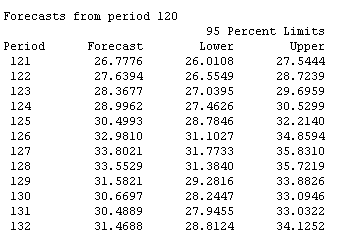 Forecasts from period 120
95 Percent Limits
Period Forecast Lower Upper
121 26.7776 26.0108 27.5444
122 27.6394 26.5549 28.7239
123 28.3677 27.0395 29.6959
124 28.9962 27.4626 30.5299
125 30.4993 28.7846 32.2140
126 32.9810 31.1027 34.8594
127 33.8021 31.7733 35.8310
128 33.5529 31.3840 35.7219
129 31.5821 29.2816 33.8826
130 30.6697 28.2447 33.0946
131 30.4889 27.9455 33.0322
132 31.4688 28.8124 34.1252